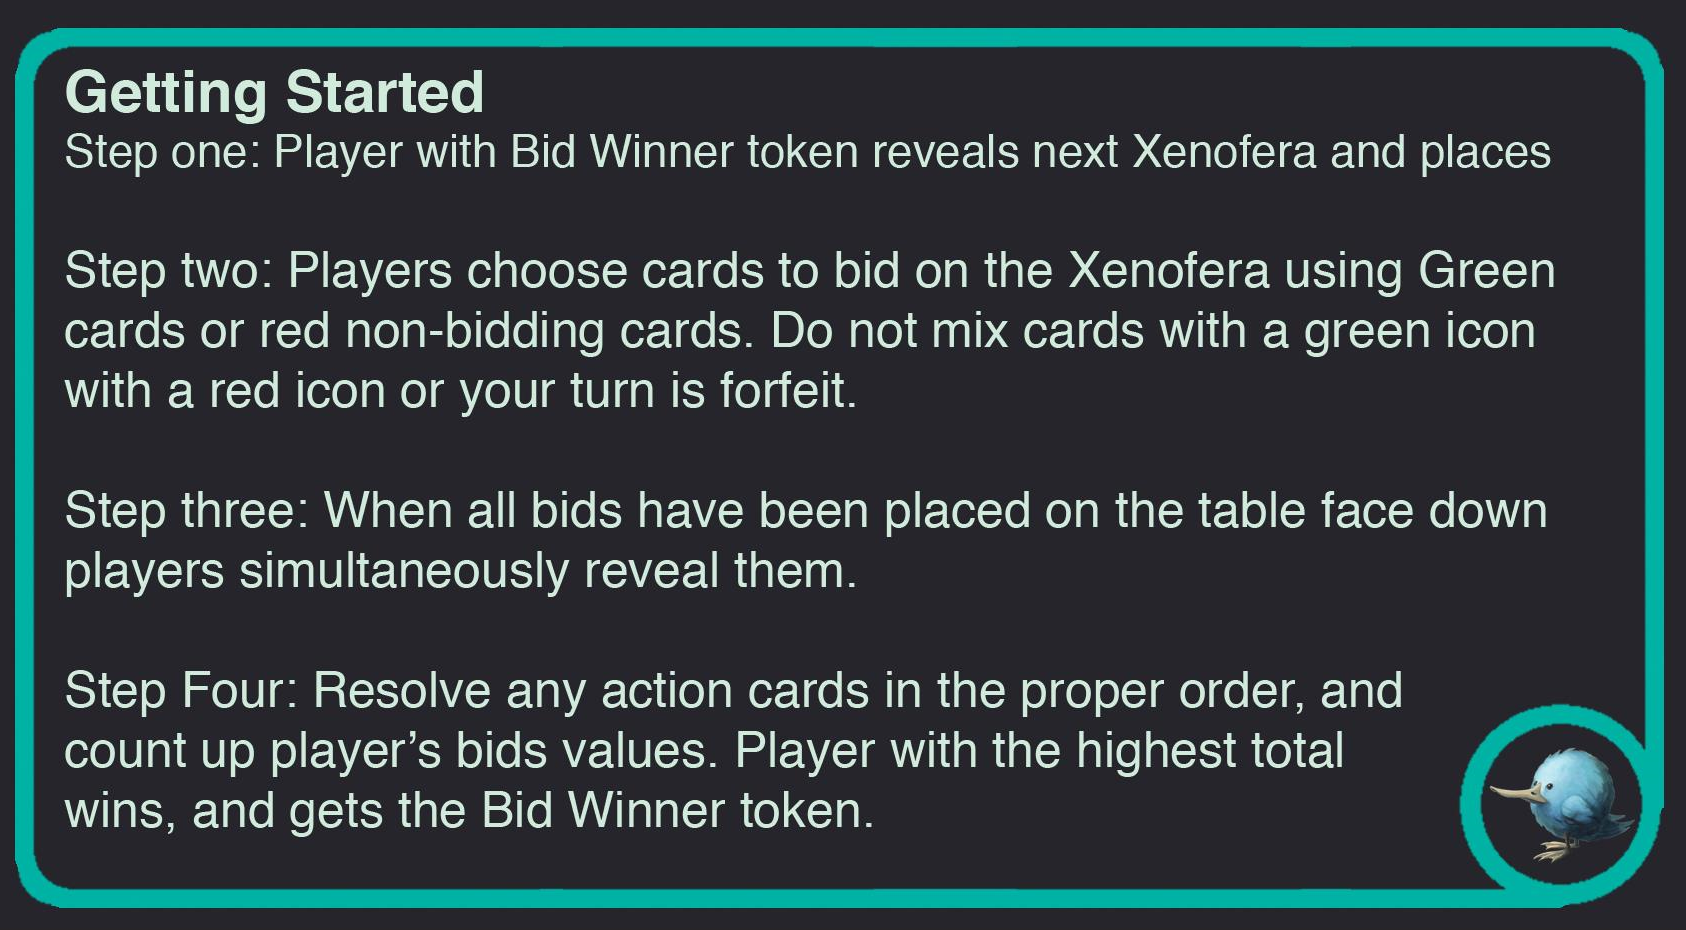 Getting Started
Step one: Player with Bid Winner token reveals next Xenofera and places
Step two: Players choose cards to bid on the Xenofera using Green
cards or red non-bidding cards. Do not mix cards with a green icon
with a red icon or your turn is forfeit.
Step three: When all bids have been placed on the table face down
players simultaneously reveal them.
Step Four: Resolve any action cards in the proper order, and
count up player’s bids values. Player with the highest total
wins, and gets the Bid Winner token.